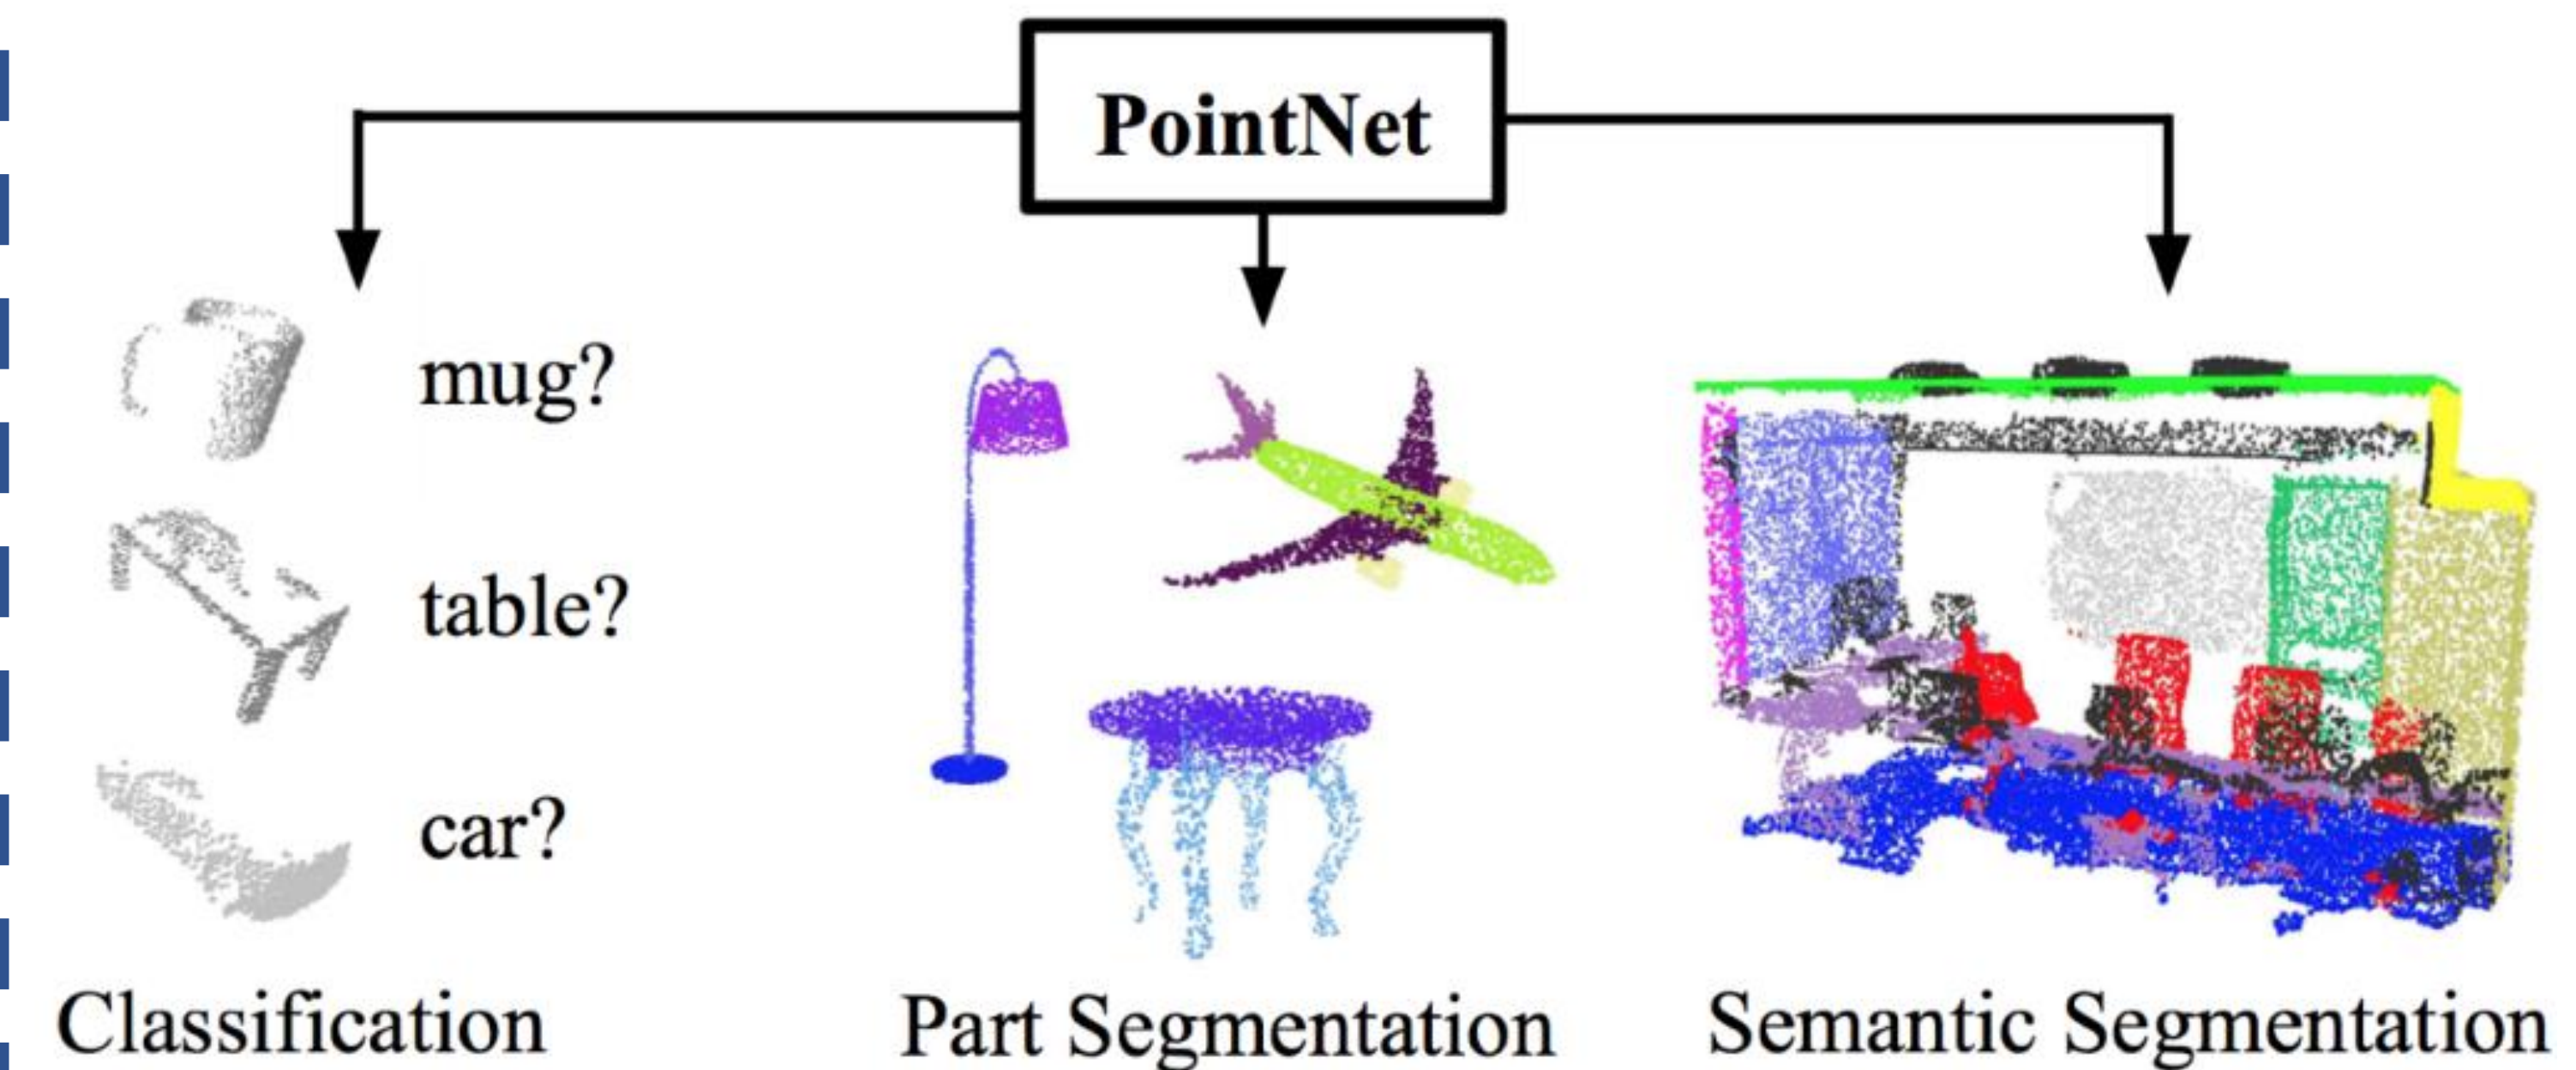 PointNet
mug?
table?
car?
Classification
Part Segmentation
Semantic Segmentation